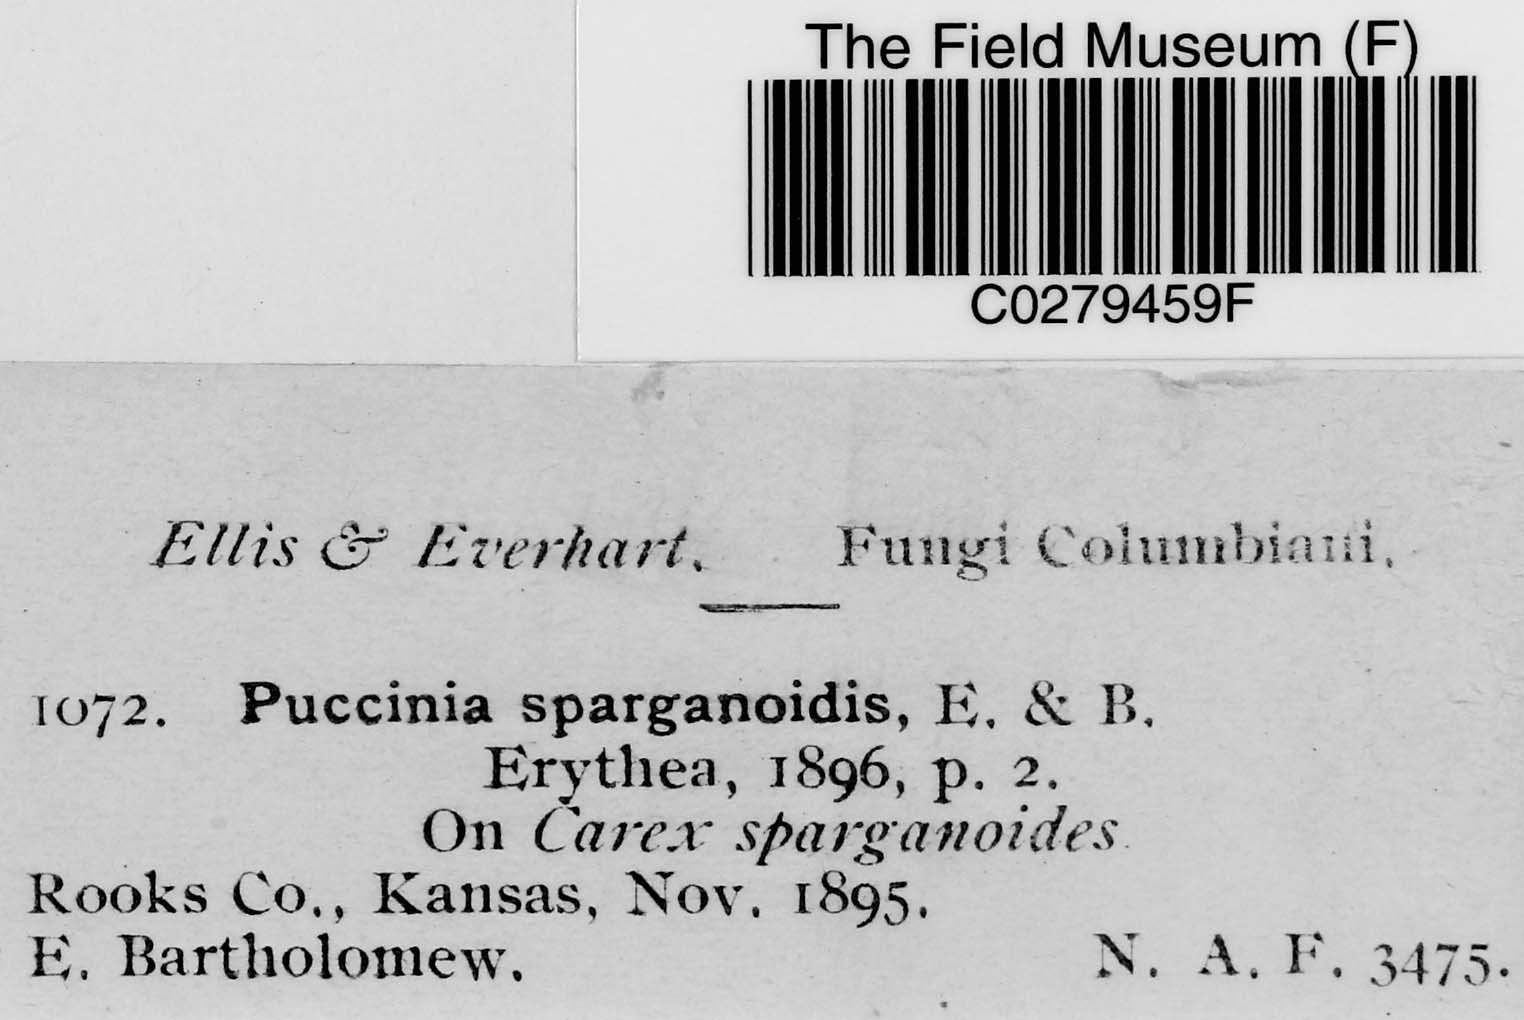 The Field Museum (F)
C0279459F
Ellis & Everhart. Fungi Columbiani.
1072. Puccinia sparganoidis, E. & B.
Erythea, 1896, p. 2.
On Carex sparganoides.
Rooks Co., Kansas, Nov. 1895.
E. Bartholomew. N. A. F. 3475.